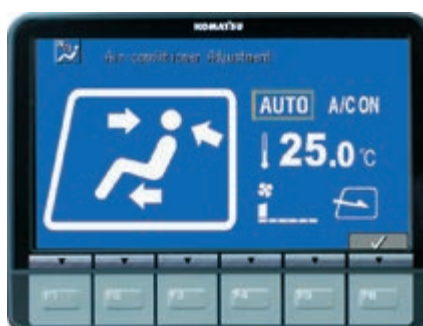 KOMATSU
Air conditioner Adjustment
AUTO A/C ON
25.0 °C
F1 F2 F3 F4 F5 F6